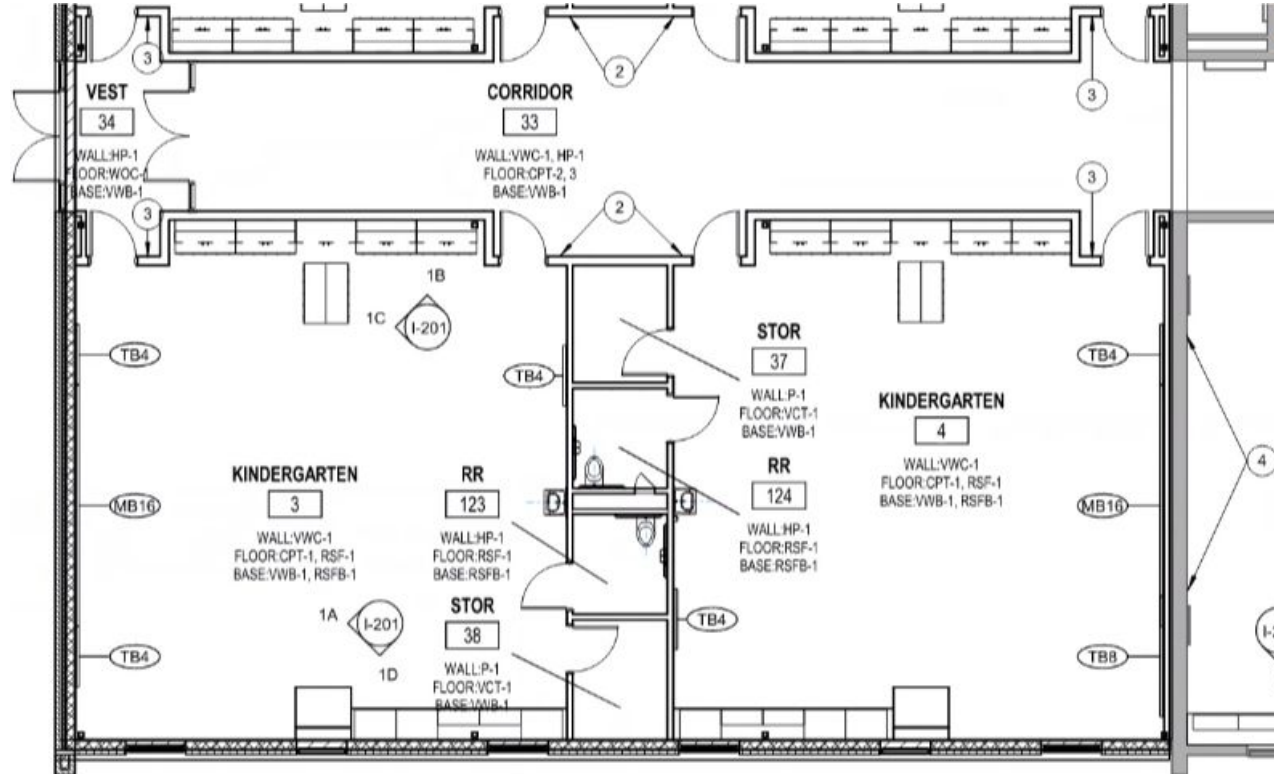 3
2
3
VEST
34
WALL:HP-1
FLOOR:WOC-
BASE:VWB-1
CORRIDOR
33
WALL:VWC-1, HP-1
FLOOR:CPT-2, 3
BASE:VWB-1
3
2
3
1B
1C
I-201
TB4
TB4
STOR
37
WALL:P-1
FLOOR:VCT-1
BASE:VWB-1
TB4
KINDERGARTEN
4
WALL:VWC-1
FLOOR:CPT-1, RSF-1
BASE:VWB-1, RSFB-1
4
KINDERGARTEN
3
WALL:VWC-1
FLOOR:CPT-1, RSF-1
BASE:VWB-1, RSFB-1
MB16
RR
123
WALL:HP-1
FLOOR:RSF-1
BASE:RSFB-1
RR
124
WALL:HP-1
FLOOR:RSF-1
BASE:RSFB-1
MB16
1A
I-201
1D
TB4
STOR
38
WALL:P-1
FLOOR:VCT-1
BASE:VWB-1
TB4
TB8